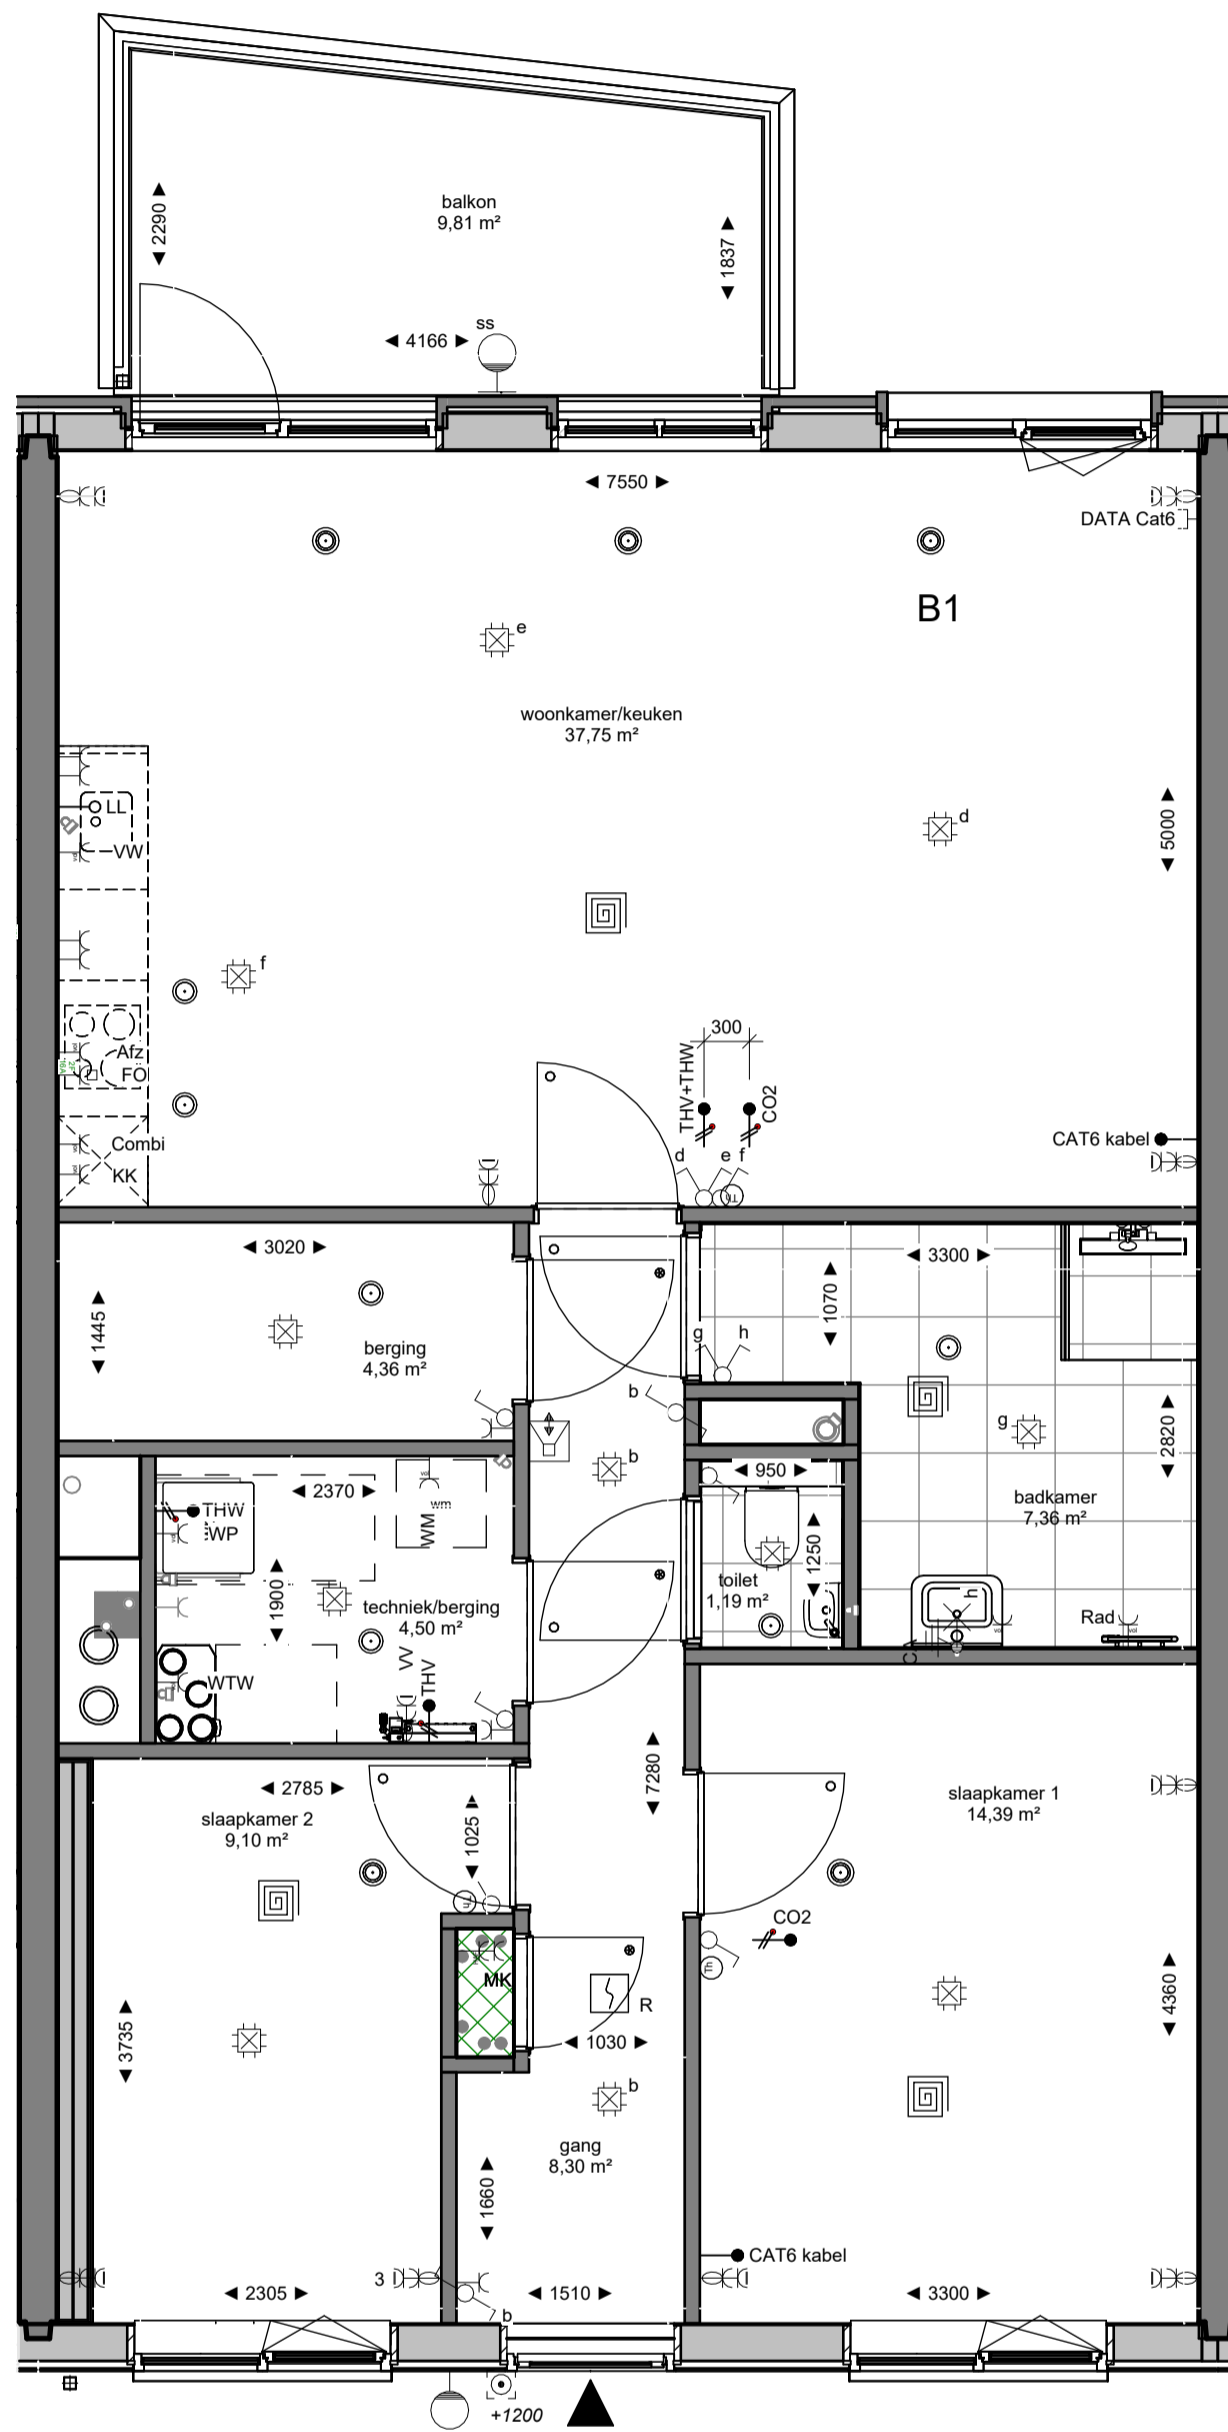 balkon
9,81 m²
2290
1837
ss
4166
7550
DATA Cat6
B1
e
woonkamer/keuken
37,75 m²
LL
d
5000
VW
f
300
Afz
FÖ
THV+THW
CO2
Combi
CAT6 kabel
d
e
f
KK
3020
3300
1445
1070
berging
4,36 m²
g
h
b
g
2820
b
950
2370
wm
WM
THW
WP
badkamer
7,36 m²
1250
toilet
1,19 m²
1900
techniek/berging
4,50 m²
h
Rad
VV
THV
WTW
7280
2785
slaapkamer 2
9,10 m²
slaapkamer 1
14,39 m²
1025
CO2
MK
R
Th
3735
4360
1030
b
gang
8,30 m²
1660
CAT6 kabel
3
2305
1510
3300
b
+1200